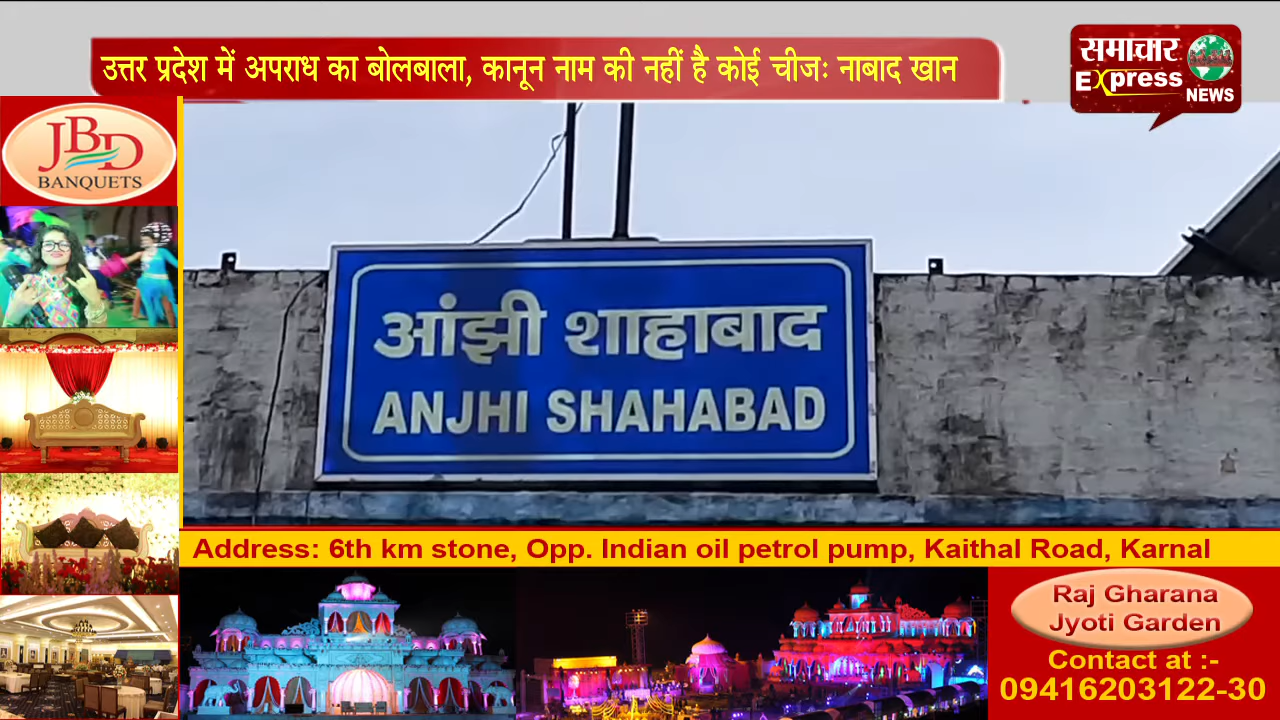 उत्तर प्रदेश में अपराध का बोलबाला, कानून नाम की नहीं है कोई चीजः नाबाद खान
समाचार
Express
NEWS
JBD
BANQUETS
आंझी शाहाबाद
ANJHI SHAHABAD
Address: 6th km stone, Opp. Indian oil petrol pump, Kaithal Road, Karnal
Raj Gharana
Jyoti Garden
Contact at :-
09416203122-30